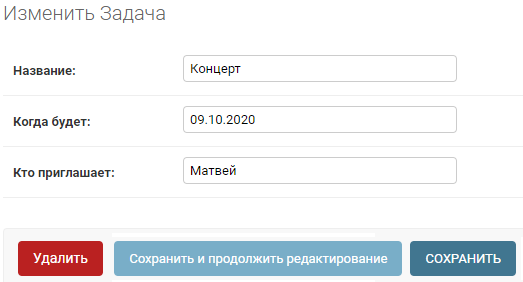 Изменить Задача
Название: Концерт
Когда будет: 09.10.2020
Кто приглашает: Матвей
Удалить Сохранить и продолжить редактирование СОХРАНИТЬ